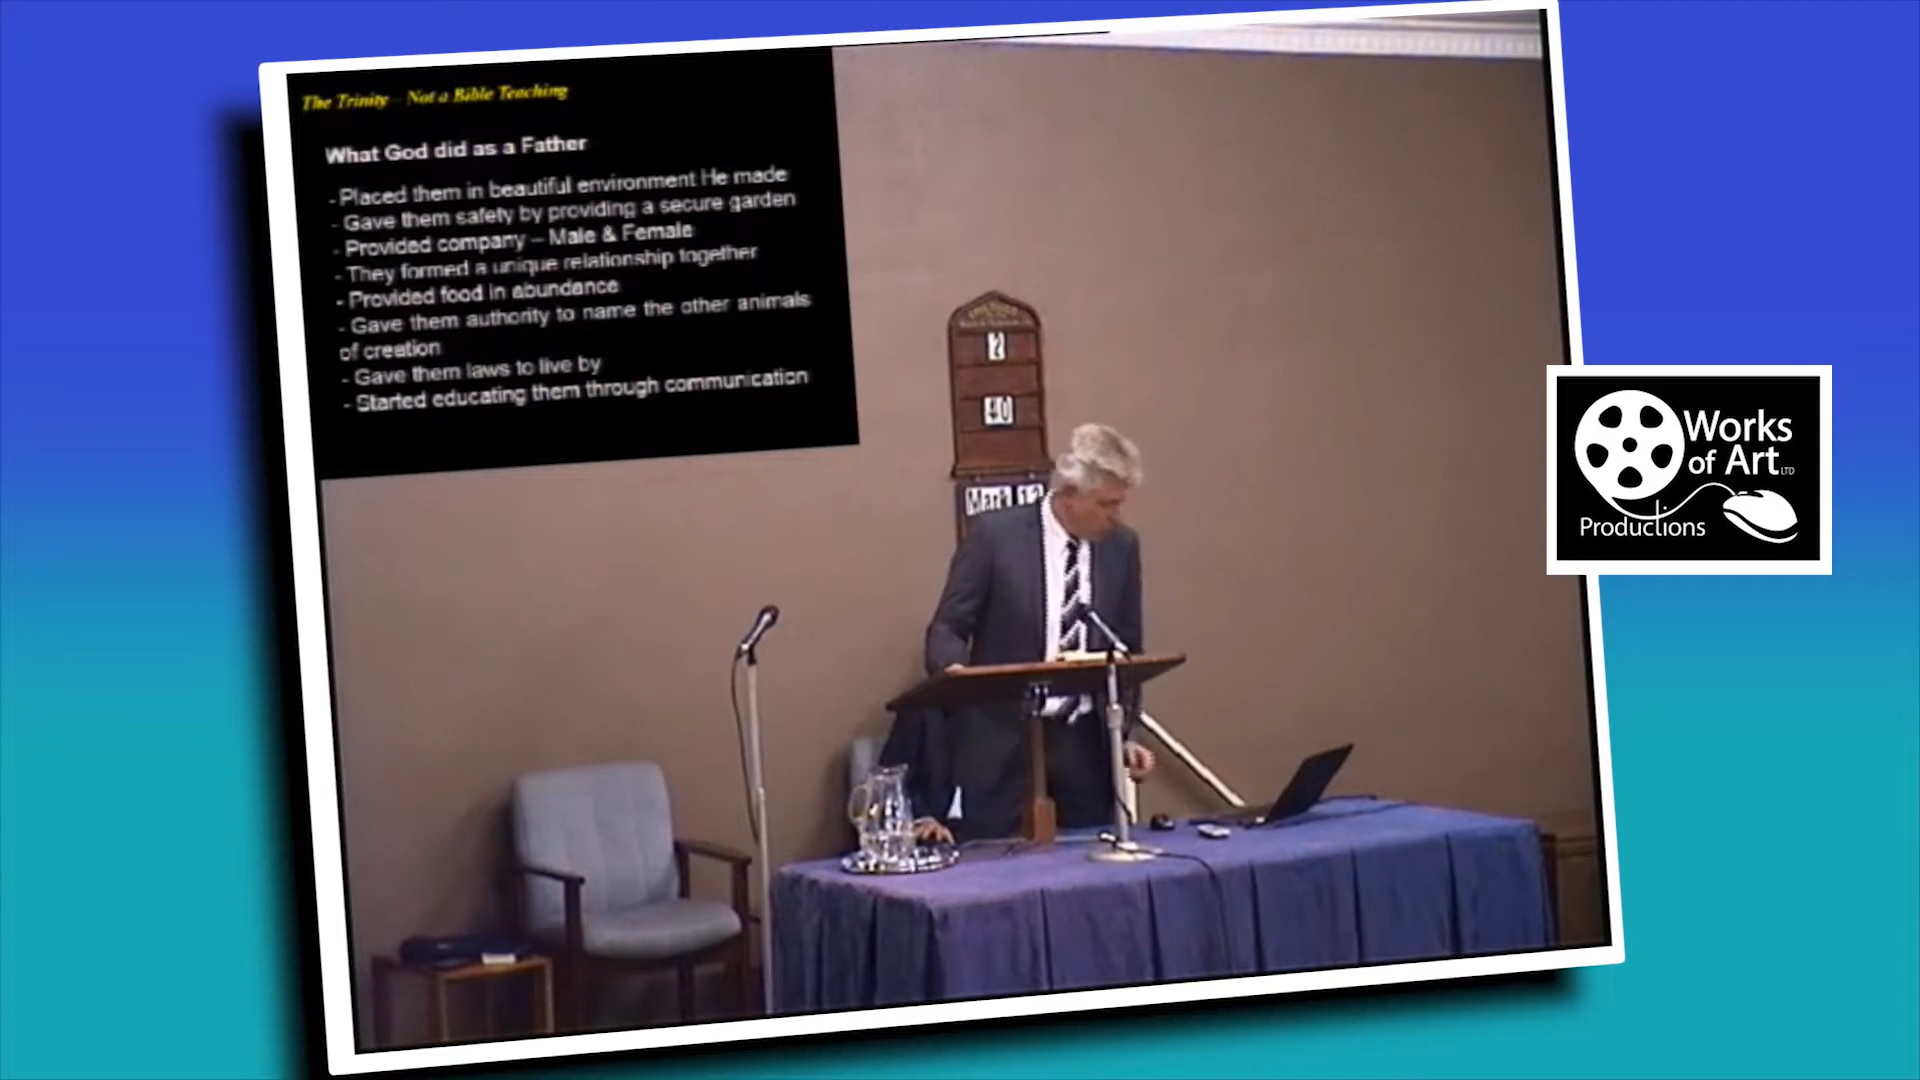 The Trinity – Not a Bible Teaching
What God did as a Father
- Placed them in beautiful environment He made
- Gave them safety by providing a secure garden
- Provided company – Male & Female
- They formed a unique relationship together
- Provided food in abundance
- Gave them authority to name the other animals
of creation
- Gave them laws to live by
- Started educating them through communication
2
40
Mark 12
Works
of Art LTD
Productions